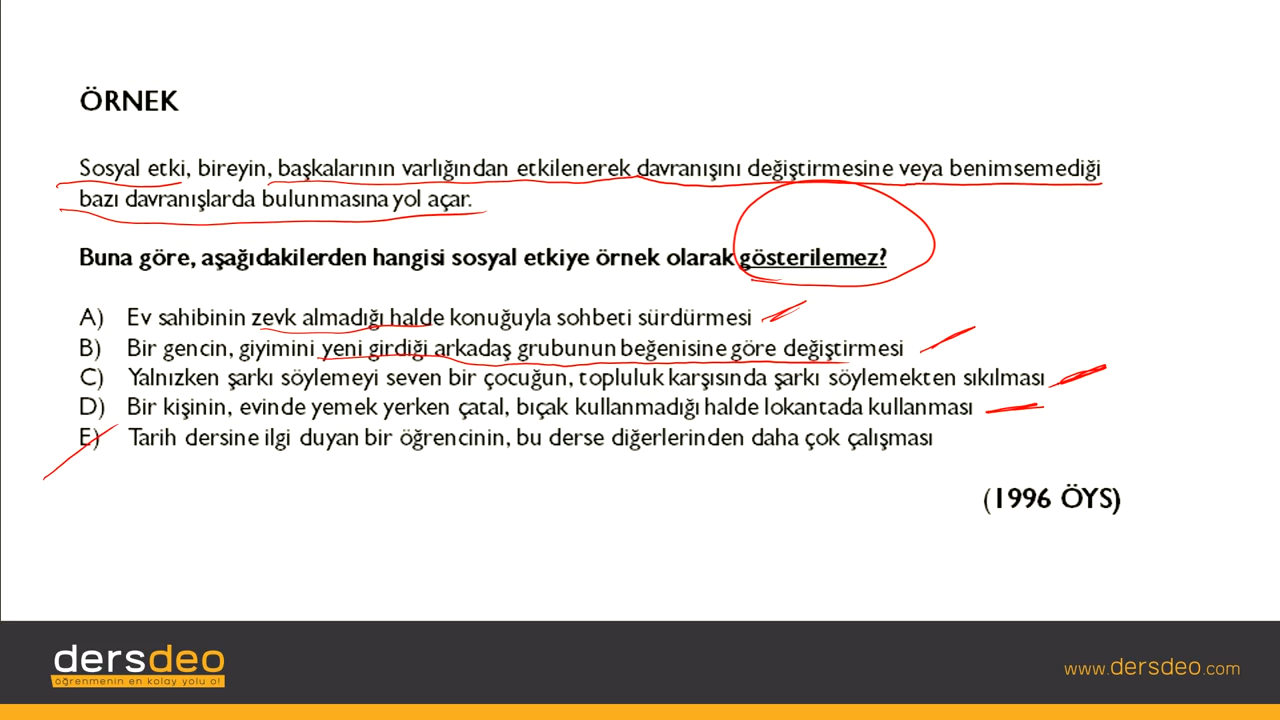 ÖRNEK
Sosyal etki, bireyin, başkalarının varlığından etkilenerek davranışını değiştirmesine veya benimsemediği
bazı davranışlarda bulunmasına yol açar.
Buna göre, aşağıdakilerden hangisi sosyal etkiye örnek olarak gösterilemez?
A) Ev sahibinin zevk almadığı halde konuğuyla sohbeti sürdürmesi
B) Bir gencin, giyimini yeni girdiği arkadaş grubunun beğenisine göre değiştirmesi
C) Yalnızken şarkı söylemeyi seven bir çocuğun, topluluk karşısında şarkı söylemekten sıkılması
D) Bir kişinin, evinde yemek yerken çatal, bıçak kullanmadığı halde lokantada kullanması
E) Tarih dersine ilgi duyan bir öğrencinin, bu derse diğerlerinden daha çok çalışması
(1996 ÖYS)
dersdeo
öğrenmenin en kolay yolu o!
www.dersdeo.com